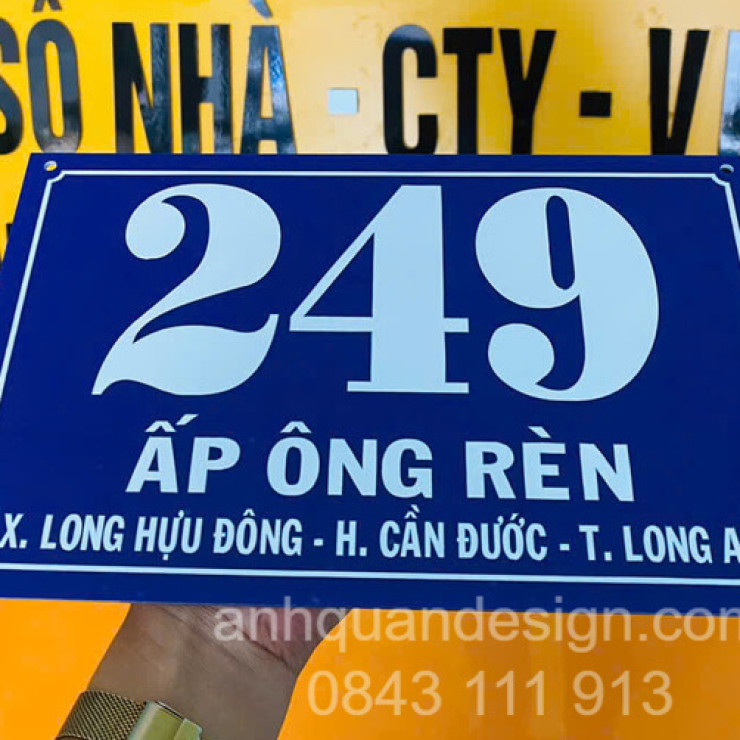 SỐ NHÀ - CTY - V
249
ẤP ÔNG RÈN
X. LONG HỰU ĐÔNG - H. CẦN ĐƯỚC - T. LONG A
anhquandesign.com
0843 111 913